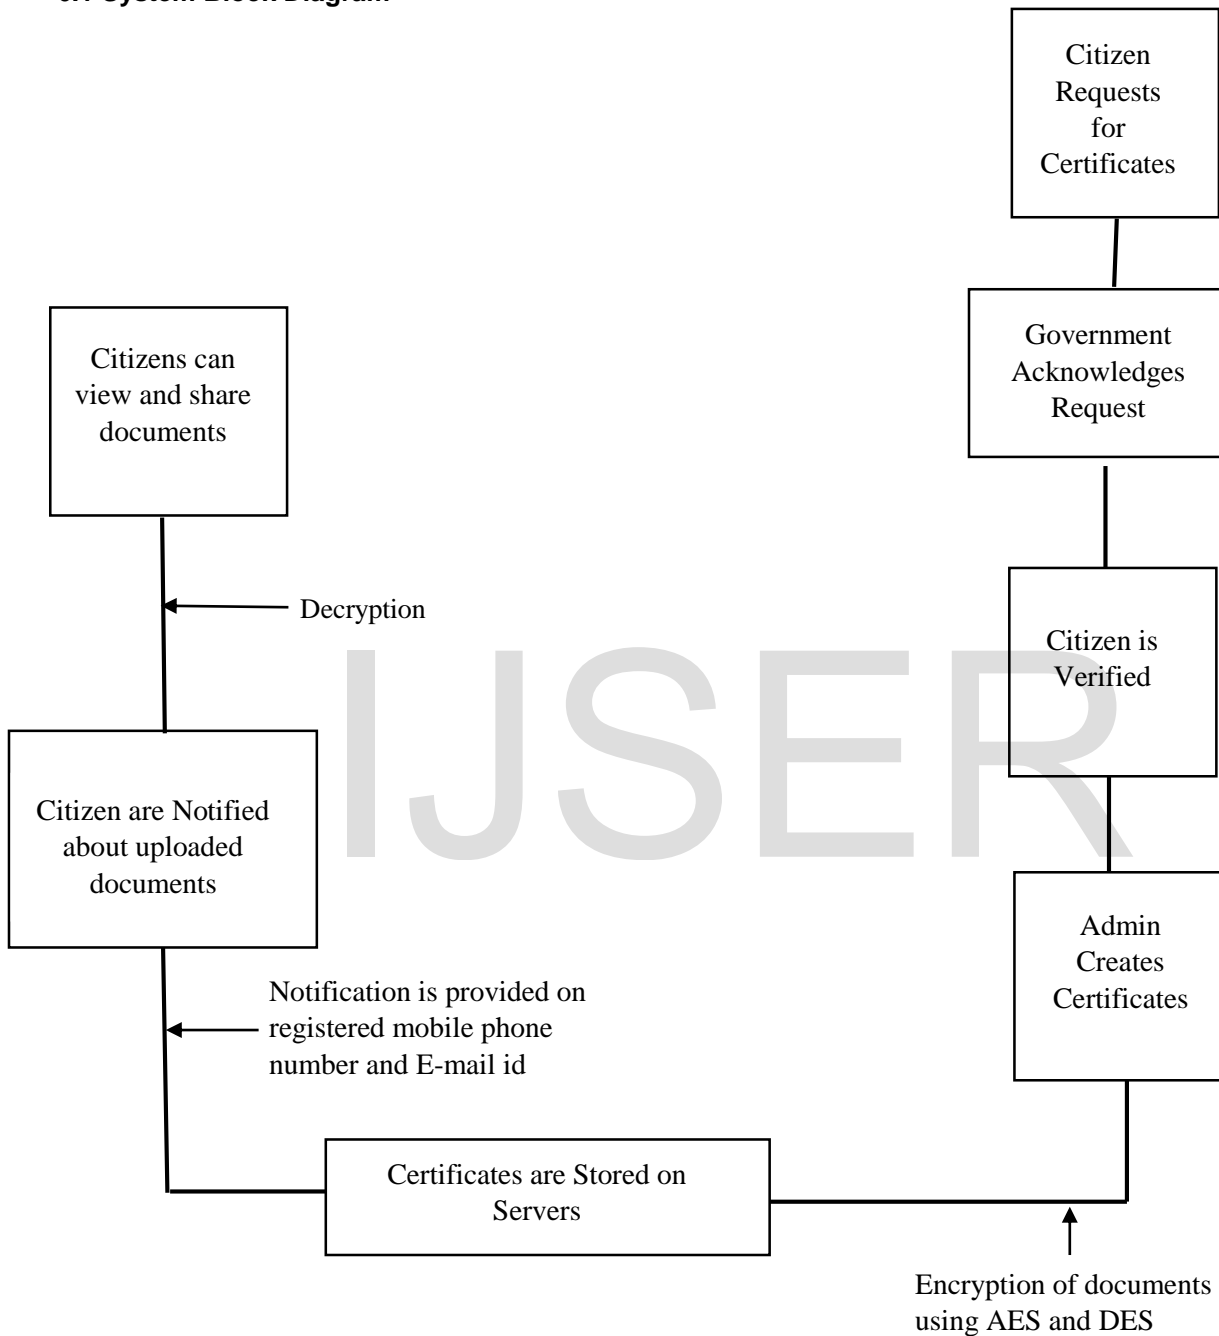 System Block Diagram
Citizen
Requests
for
Certificates
Government
Acknowledges
Request
Citizen is
Verified
Admin
Creates
Certificates
Encryption of documents
using AES and DES
Certificates are Stored on
Servers
Notification is provided on
registered mobile phone
number and E-mail id
Citizen are Notified
about uploaded
documents
Decryption
Citizens can
view and share
documents
IJSER